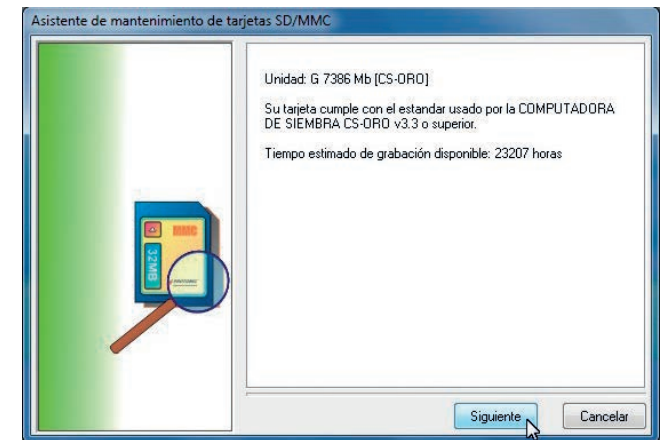 Asistente de mantenimiento de tarjetas SD/MMC
Unidad: G 7386 Mb [CS-ORO]
Su tarjeta cumple con el estandar usado por la COMPUTADORA
DE SIEMBRA CS-ORO v3.3 o superior.
Tiempo estimado de grabación disponible: 23207 horas
MMC
32MB
Siguiente
Cancelar